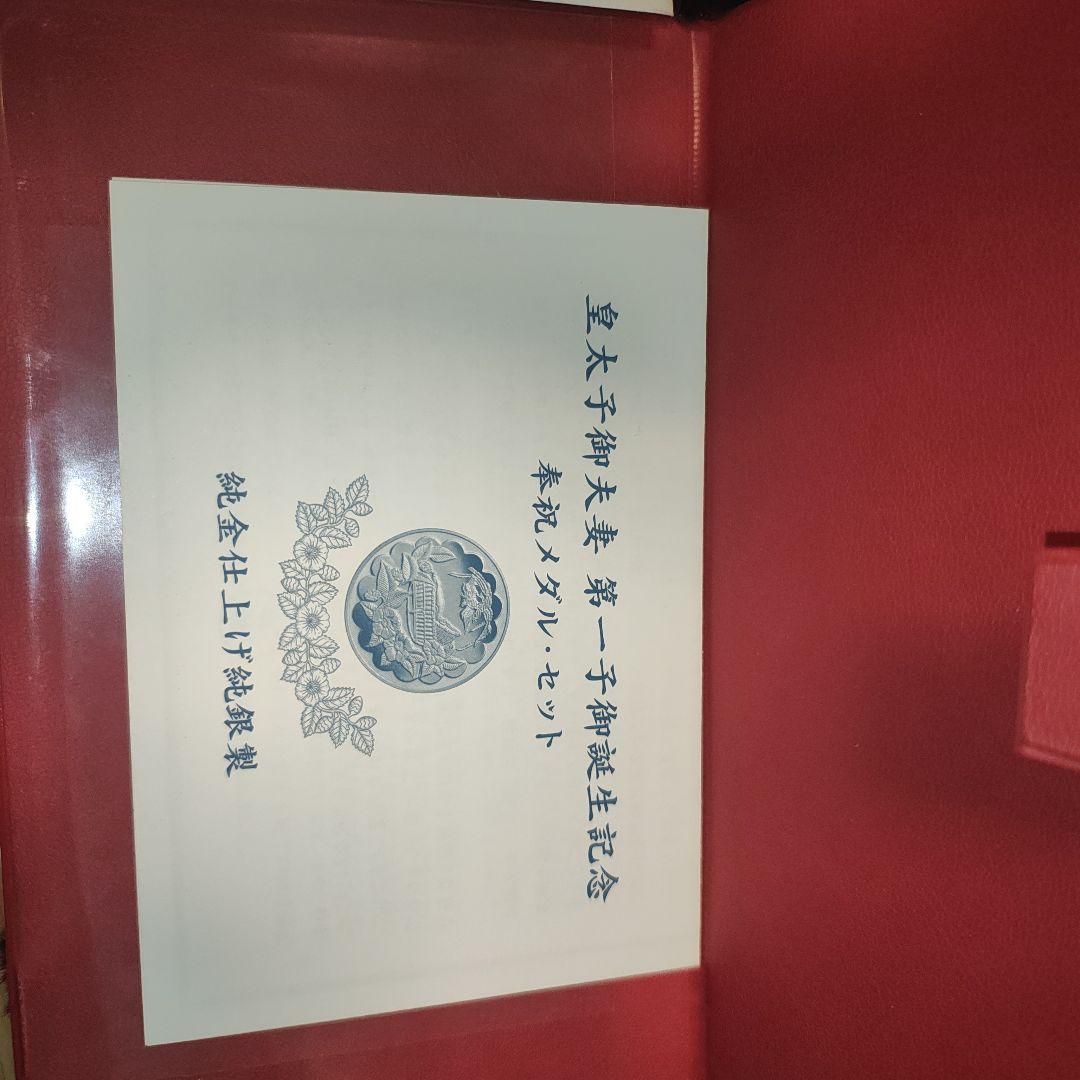 皇太子御夫妻 第一子御誕生記念
奉祝メダル・セット
純金仕上げ純銀製